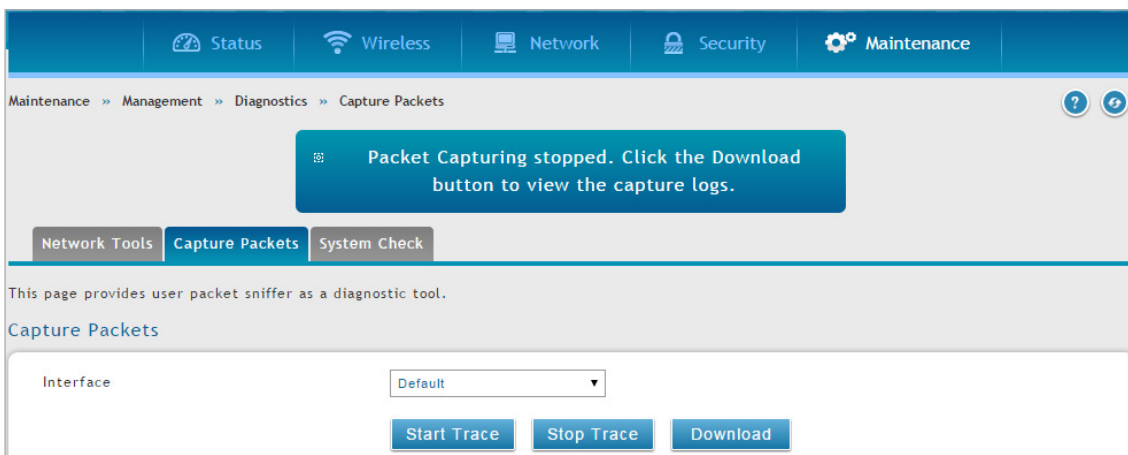 Status Wireless Network Security Maintenance
Maintenance » Management » Diagnostics » Capture Packets
?
Packet Capturing stopped. Click the Download
button to view the capture logs.
Network Tools Capture Packets System Check
This page provides user packet sniffer as a diagnostic tool.
Capture Packets
Interface Default
Start Trace Stop Trace Download